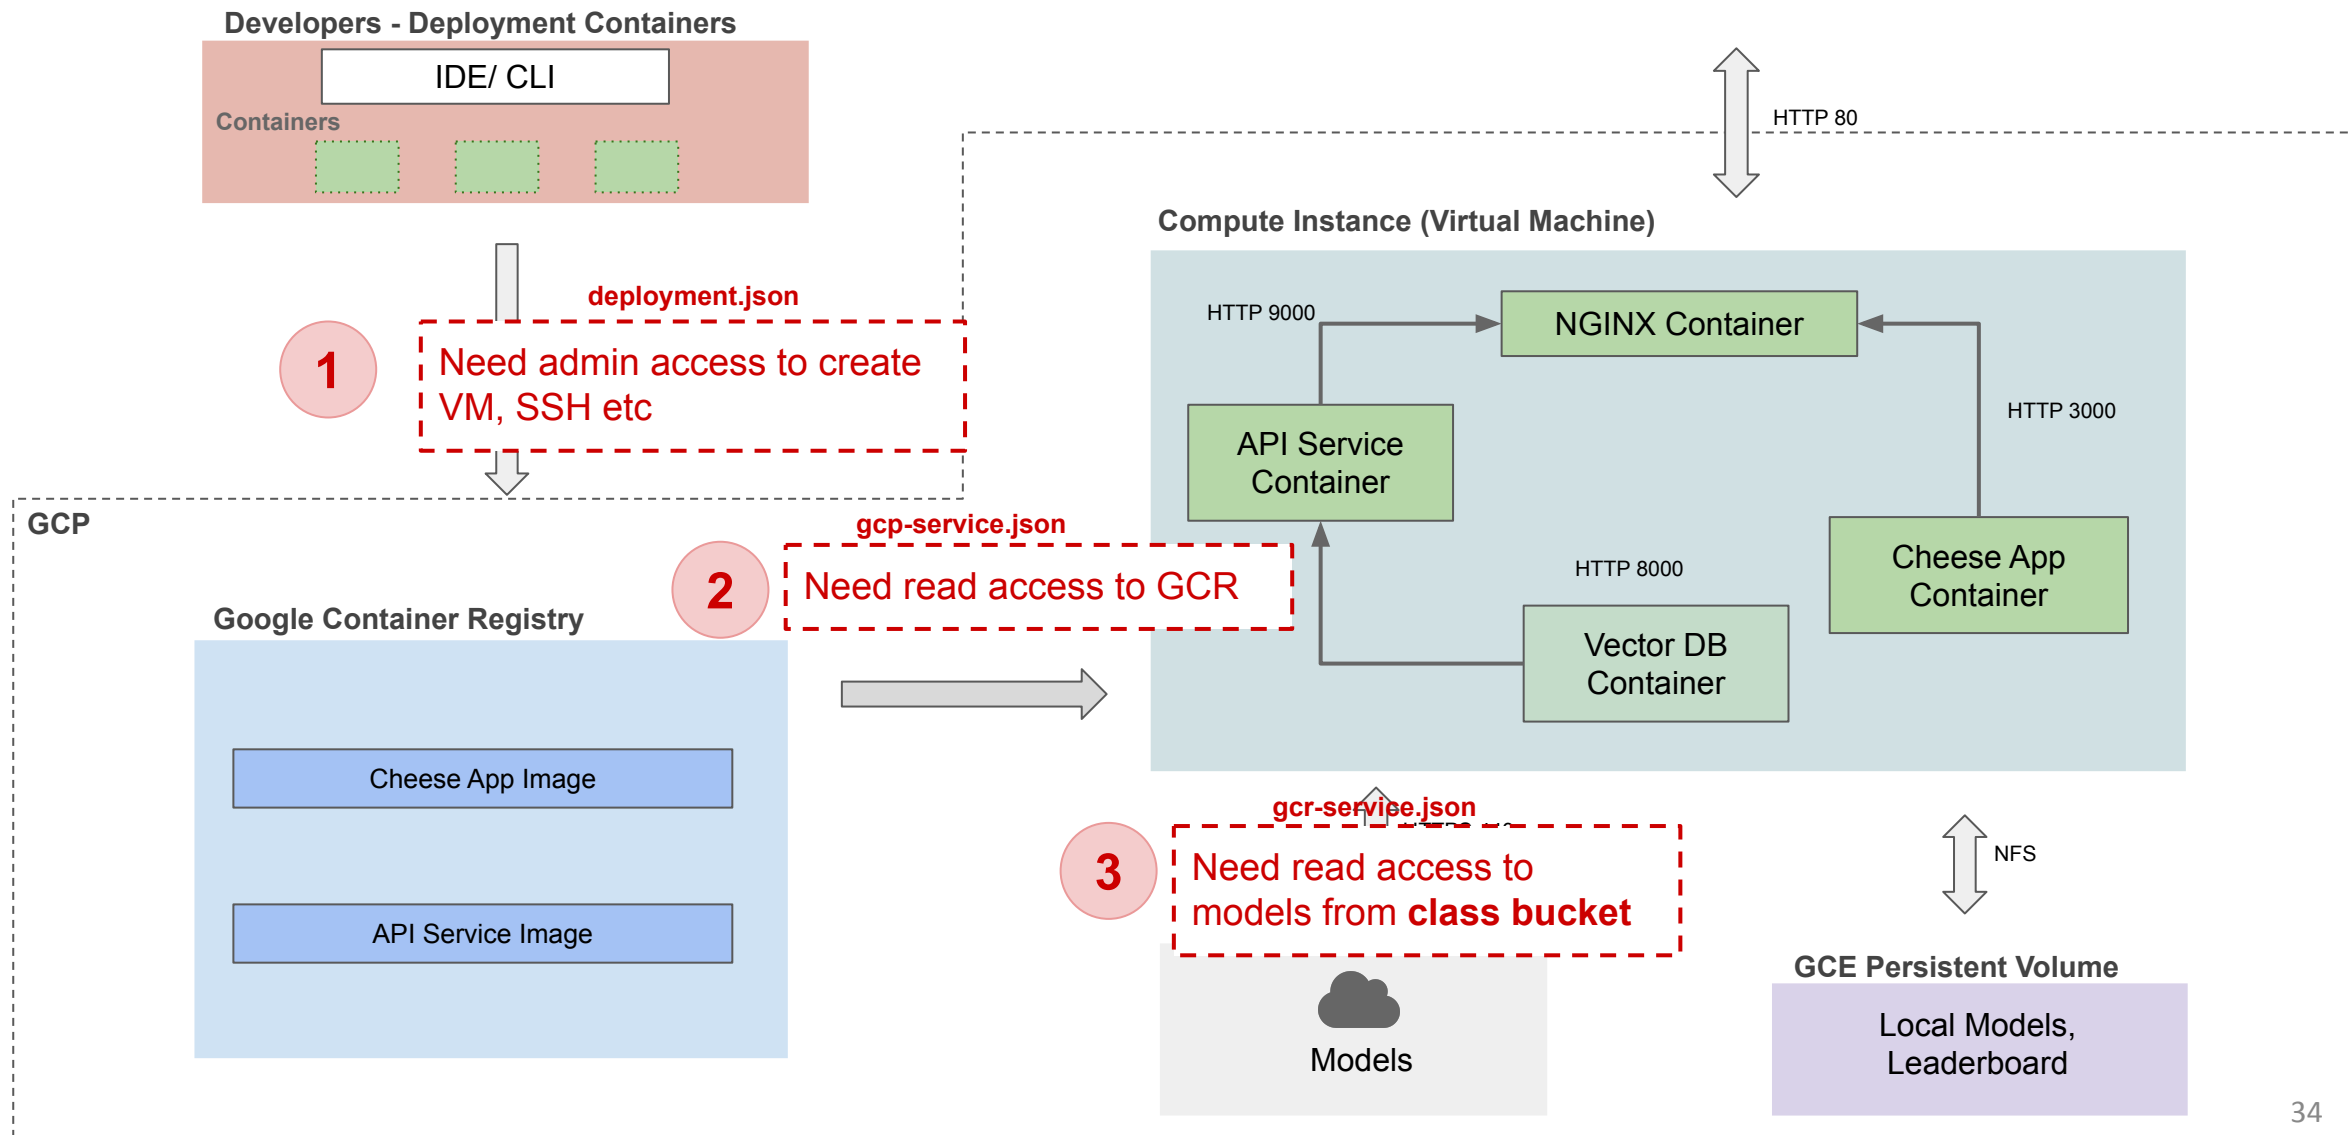 Developers - Deployment Containers
IDE/ CLI
Containers
HTTP 80
Compute Instance (Virtual Machine)
deployment.json
HTTP 9000
NGINX Container
1
Need admin access to create
VM, SSH etc
HTTP 3000
API Service
Container
GCP
gcp-service.json
2
Need read access to GCR
HTTP 8000
Cheese App
Container
Google Container Registry
Vector DB
Container
Cheese App Image
gcr-service.json
3
Need read access to
models from class bucket
NFS
API Service Image
GCE Persistent Volume
Models
Local Models,
Leaderboard
34